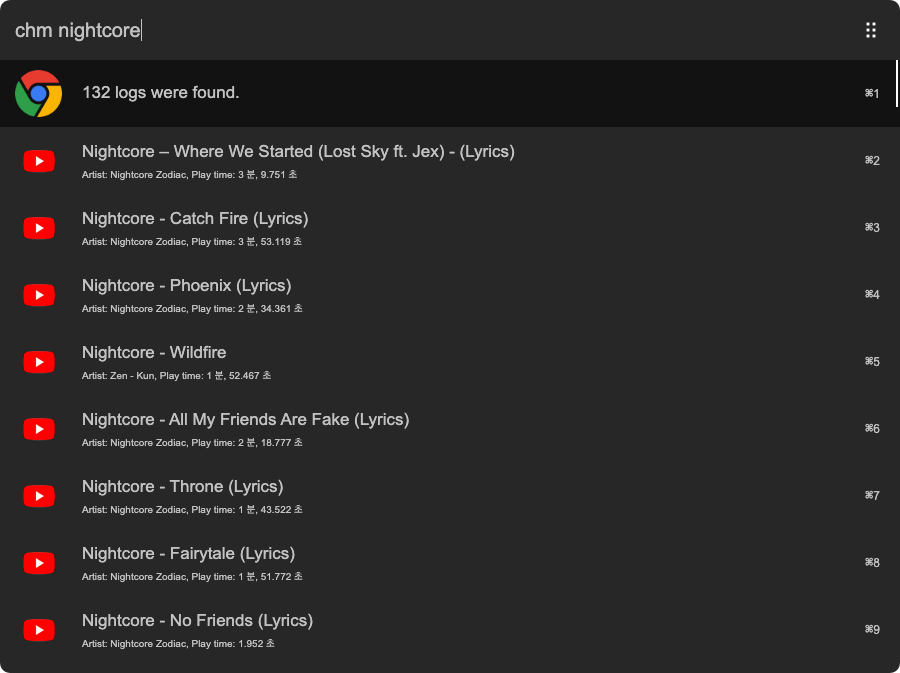 chm nightcore
132 logs were found.
⌘1
Nightcore – Where We Started (Lost Sky ft. Jex) - (Lyrics)
Artist: Nightcore Zodiac, Play time: 3 분, 9.751 초
⌘2
Nightcore - Catch Fire (Lyrics)
Artist: Nightcore Zodiac, Play time: 3 분, 53.119 초
⌘3
Nightcore - Phoenix (Lyrics)
Artist: Nightcore Zodiac, Play time: 2 분, 34.361 초
⌘4
Nightcore - Wildfire
Artist: Zen - Kun, Play time: 1 분, 52.467 초
⌘5
Nightcore - All My Friends Are Fake (Lyrics)
Artist: Nightcore Zodiac, Play time: 2 분, 18.777 초
⌘6
Nightcore - Throne (Lyrics)
Artist: Nightcore Zodiac, Play time: 1 분, 43.522 초
⌘7
Nightcore - Fairytale (Lyrics)
Artist: Nightcore Zodiac, Play time: 1 분, 51.772 초
⌘8
Nightcore - No Friends (Lyrics)
Artist: Nightcore Zodiac, Play time: 1.952 초
⌘9